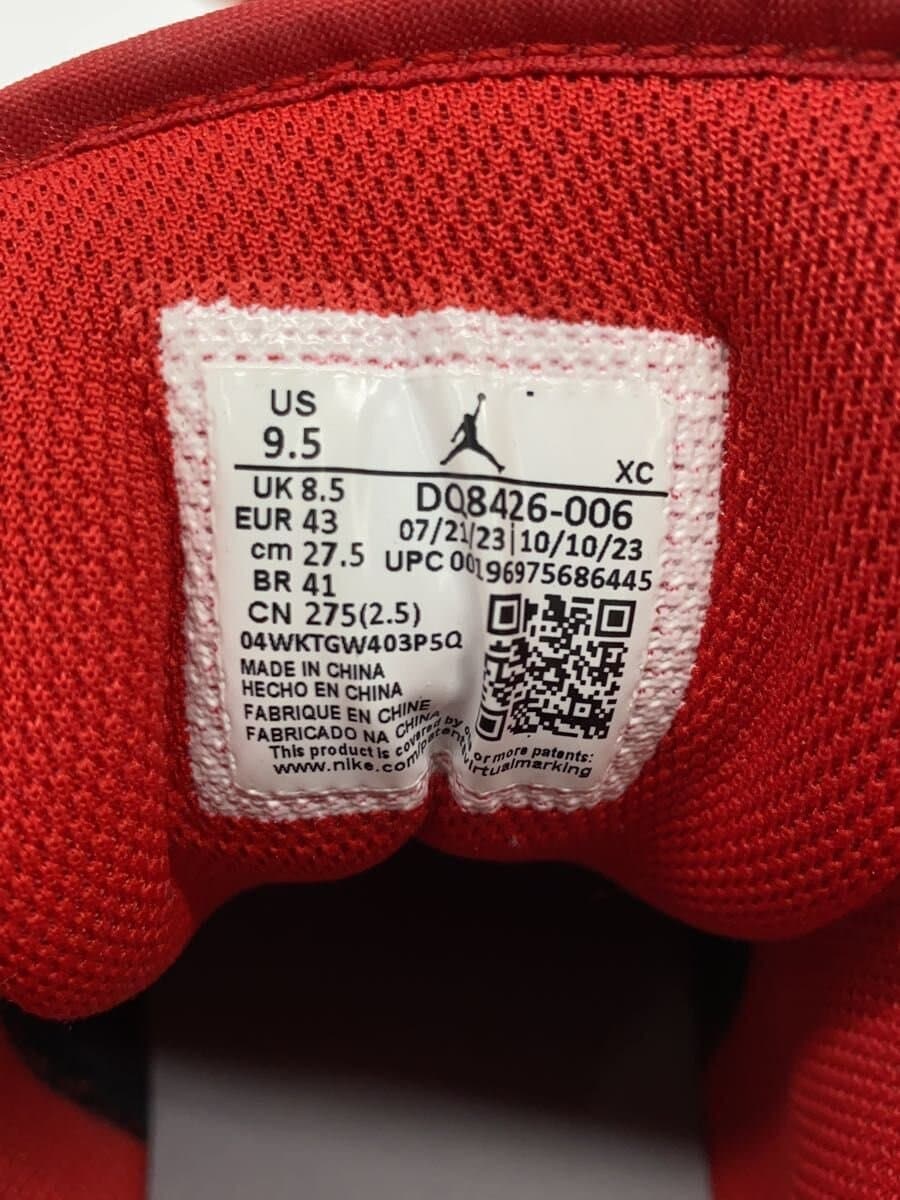 US
9.5
XC
UK 8.5
EUR 43
cm 27.5
BR 41
CN 275(2.5)
DQ8426-006
07/21/23|10/10/23
UPC 00196975686445
04WKTGW403P5Q
MADE IN CHINA
HECHO EN CHINA
FABRIQUE EN CHINE
FABRICADO NA CHINA
This product is covered by one or more patents:
www.nike.com/patents/virtualmarking